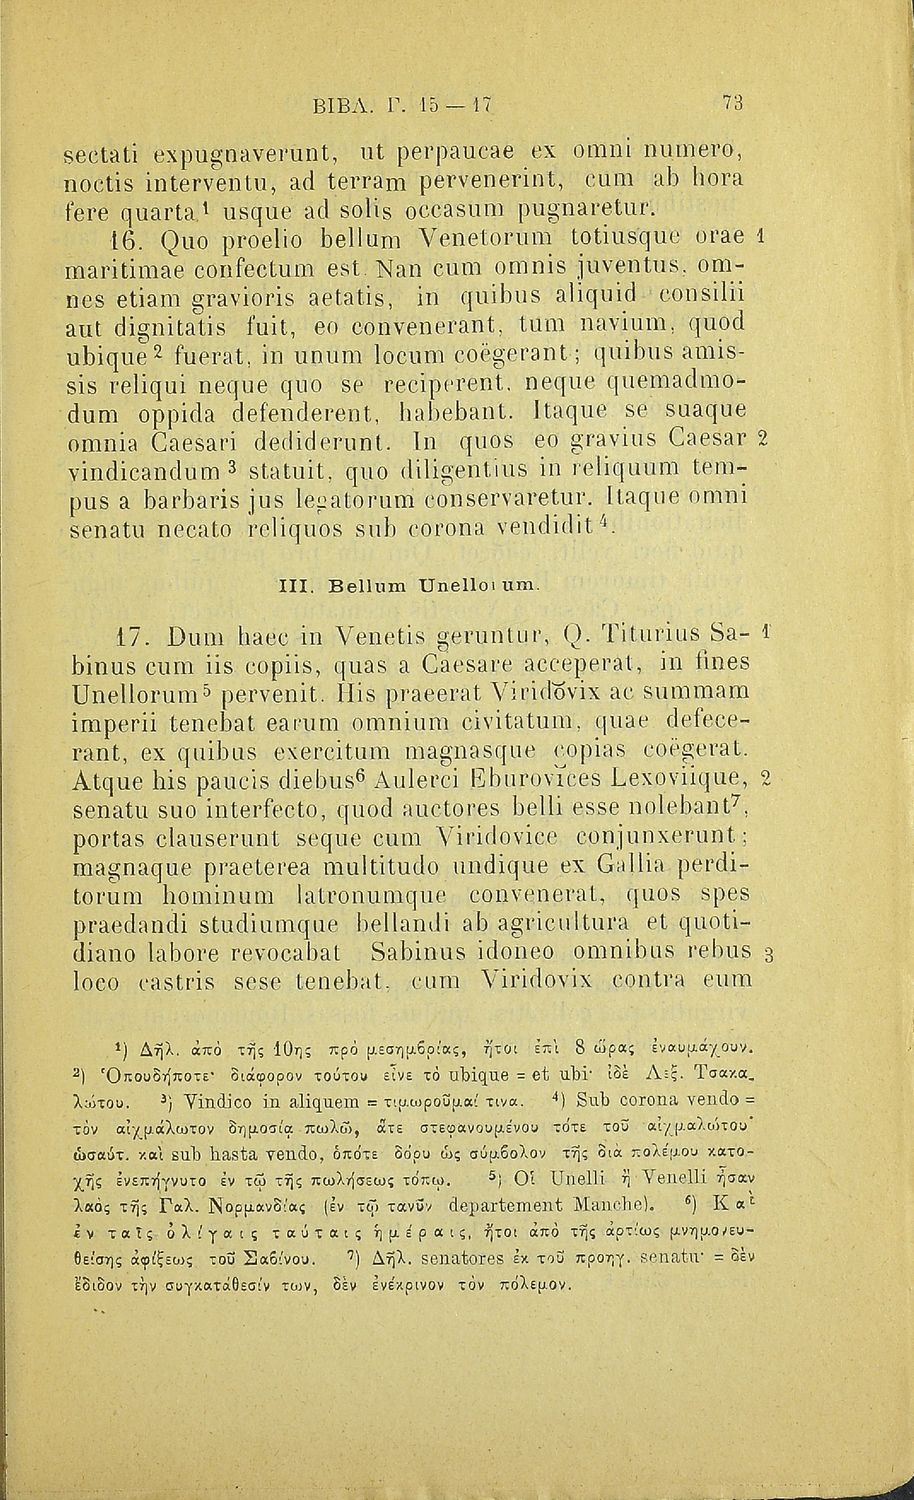 ΒΙΒΛ. Γ. 15 — 17 73
sectati expugnaverunt, ut perpaucae ex omni numero,
noctis interventu, ad terram pervenerint, cum ab hora
fere quarta ¹ usque ad solis occasum pugnaretur.
16. Quo proelio bellum Venetorum totiusque orae 1
maritimae confectum est. Nan cum omnis juventus, om-
nes etiam gravioris aetatis, in quibus aliquid consilii
aut dignitatis fuit, eo convenerant, tum navium, quod
ubique ² fuerat, in unum locum coëgerant; quibus amis-
sis reliqui neque quo se reciperent, neque quemadmo-
dum oppida defenderent, habebant. Itaque se suaque
omnia Caesari dediderunt. In quos eo gravius Caesar 2
vindicandum ³ statuit, quo diligentius in reliquum tem-
pus a barbaris jus legatorum conservaretur. Itaque omni
senatu necato reliquos sub corona vendidit ⁴.
III. Bellum Unellorum.
17. Dum haec in Venetis geruntur, Q. Titurius Sa- 1
binus cum iis copiis, quas a Caesare acceperat, in fines
Unellorum ⁵ pervenit. His praeerat Viridŏvix ac summam
imperii tenebat earum omnium civitatum, quae defece-
rant, ex quibus exercitum magnasque copias coëgerat.
Atque his paucis diebus⁶ Aulerci Eburovīces Lexoviique, 2
senatu suo interfecto, quod auctores belli esse nolebant⁷,
portas clauserunt seque cum Viridovice conjunxerunt;
magnaque praeterea multitudo undique ex Gallia perdi-
torum hominum latronumque convenerat, quos spes
praedandi studiumque bellandi ab agricultura et quoti-
diano labore revocabat Sabinus idoneo omnibus rebus 3
loco castris sese tenebat, cum Viridovix contra eum
¹) Δηλ. ἀπὸ τῆς 10ης πρὸ μεσημβρίας, ἤτοι ἐπὶ 8 ὥρας ἐναυμάχουν.
²) Ὁπουδήποτε· διάφορον τούτου εἶνε τὸ ubique = et ubi· ἰδὲ Λεξ. Τσακα_
λώτου. ³) Vindico in aliquem = τιμωροῦμαί τινα. ⁴) Sub corona vendo =
τὸν αἰχμάλωτον δημοσίᾳ πωλῶ, ἅτε στεφανουμένου τότε τοῦ αἰχμαλώτου·
ὡσαύτ. καὶ sub hasta vendo, ὁπότε δόρυ ὡς σύμβολον τῆς διὰ πολέμου κατο-
χῆς ἐνεπήγνυτο ἐν τῷ τῆς πωλήσεως τόπῳ. ⁵) Οἱ Unelli ἢ Venelli ἦσαν
λαὸς τῆς Γαλ. Νορμανδίας (ἐν τῷ τανῦν departement Manche). ⁶) Καὶ
ἐν ταῖς ὀλίγαις ταύταις ἡμέραις, ἤτοι ἀπὸ τῆς ἀρτίως μνημονευ-
θείσης ἀφίξεως τοῦ Σαβίνου. ⁷) Δηλ. senatores ἐκ τοῦ προηγ. senatu· = δὲν
ἔδιδον τὴν συγκατάθεσίν των, δὲν ἐνέκρινον τὸν πόλεμον.